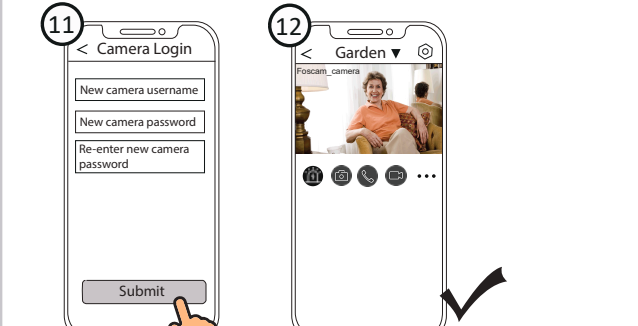 11
< Camera Login
New camera username
New camera password
Re-enter new camera
password
Submit
12
< Garden ▼
Foscam_camera